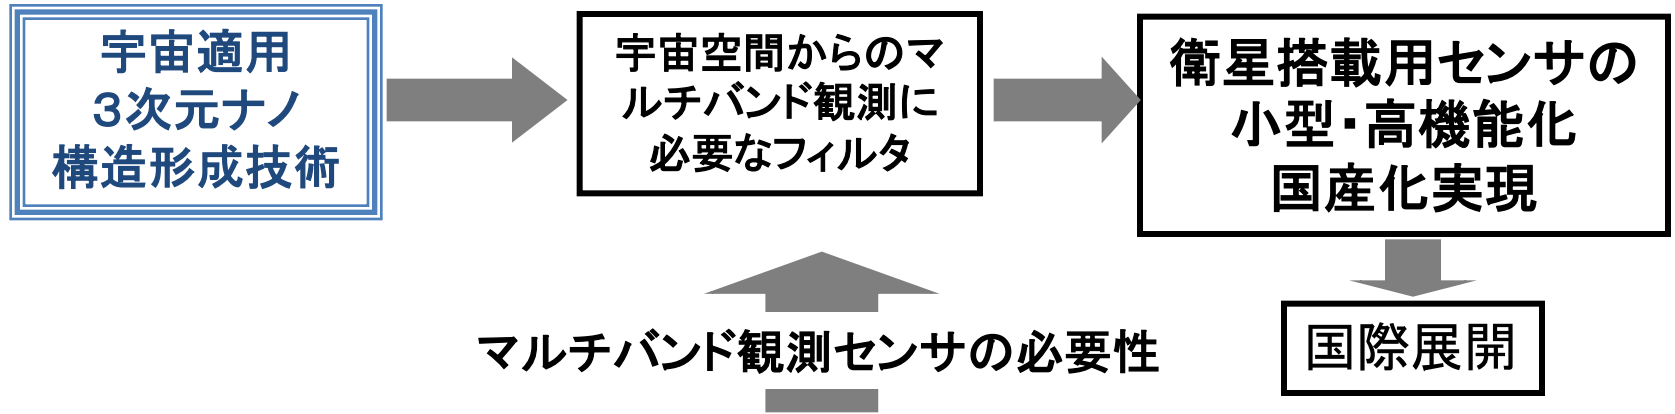 宇宙適用
３次元ナノ
構造形成技術
宇宙空間からのマ
ルチバンド観測に
必要なフィルタ
衛星搭載用センサの
小型・高機能化
国産化実現
マルチバンド観測センサの必要性
国際展開